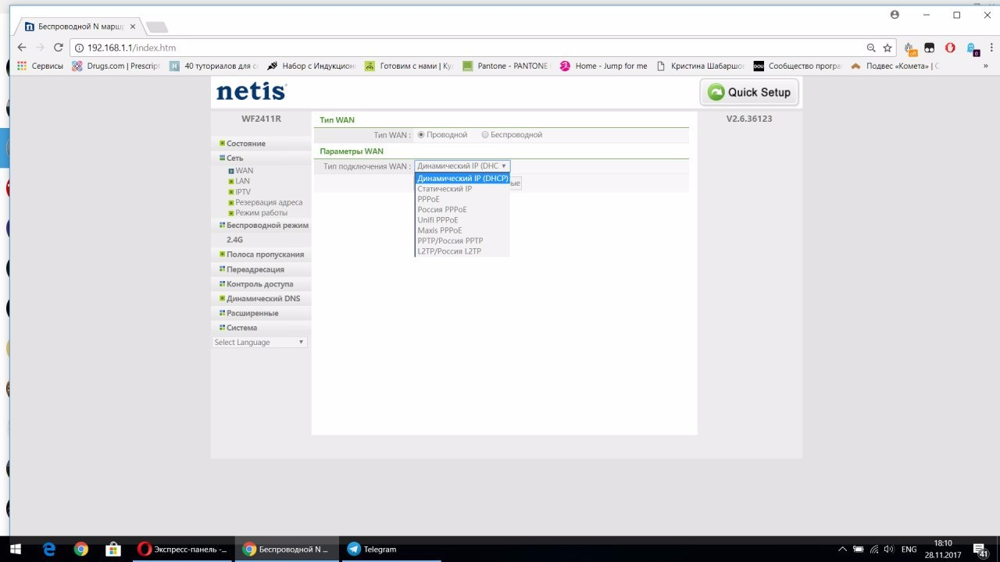 Беспроводной N марш
192.168.1.1/index.htm
Сервисы
Drugs.com | Prescript
40 туториалов для со
Набор с Индукцион
Готовим с нами | Ку
Pantone - PANTONE
Home - Jump for me
Кристина Шабаршо
Сообщество програ
Подвес «Комета» | С
»
netis
Quick Setup
WF2411R
V2.6.36123
Состояние
Сеть
WAN
LAN
IPTV
Резервация адреса
Режим работы
Беспроводной режим
2.4G
Полоса пропускания
Переадресация
Контроль доступа
Динамический DNS
Расширенные
Система
Select Language
Тип WAN
Тип WAN : Проводной Беспроводной
Параметры WAN
Тип подключения WAN : Динамический IP (DHC
Динамический IP (DHCP)
ые
Статический IP
PPPoE
Россия PPPoE
Unifi PPPoE
Maxis PPPoE
PPTP/Россия PPTP
L2TP/Россия L2TP
Экспресс-панель -...
Беспроводной N ...
Telegram
ENG
18:10
28.11.2017
41